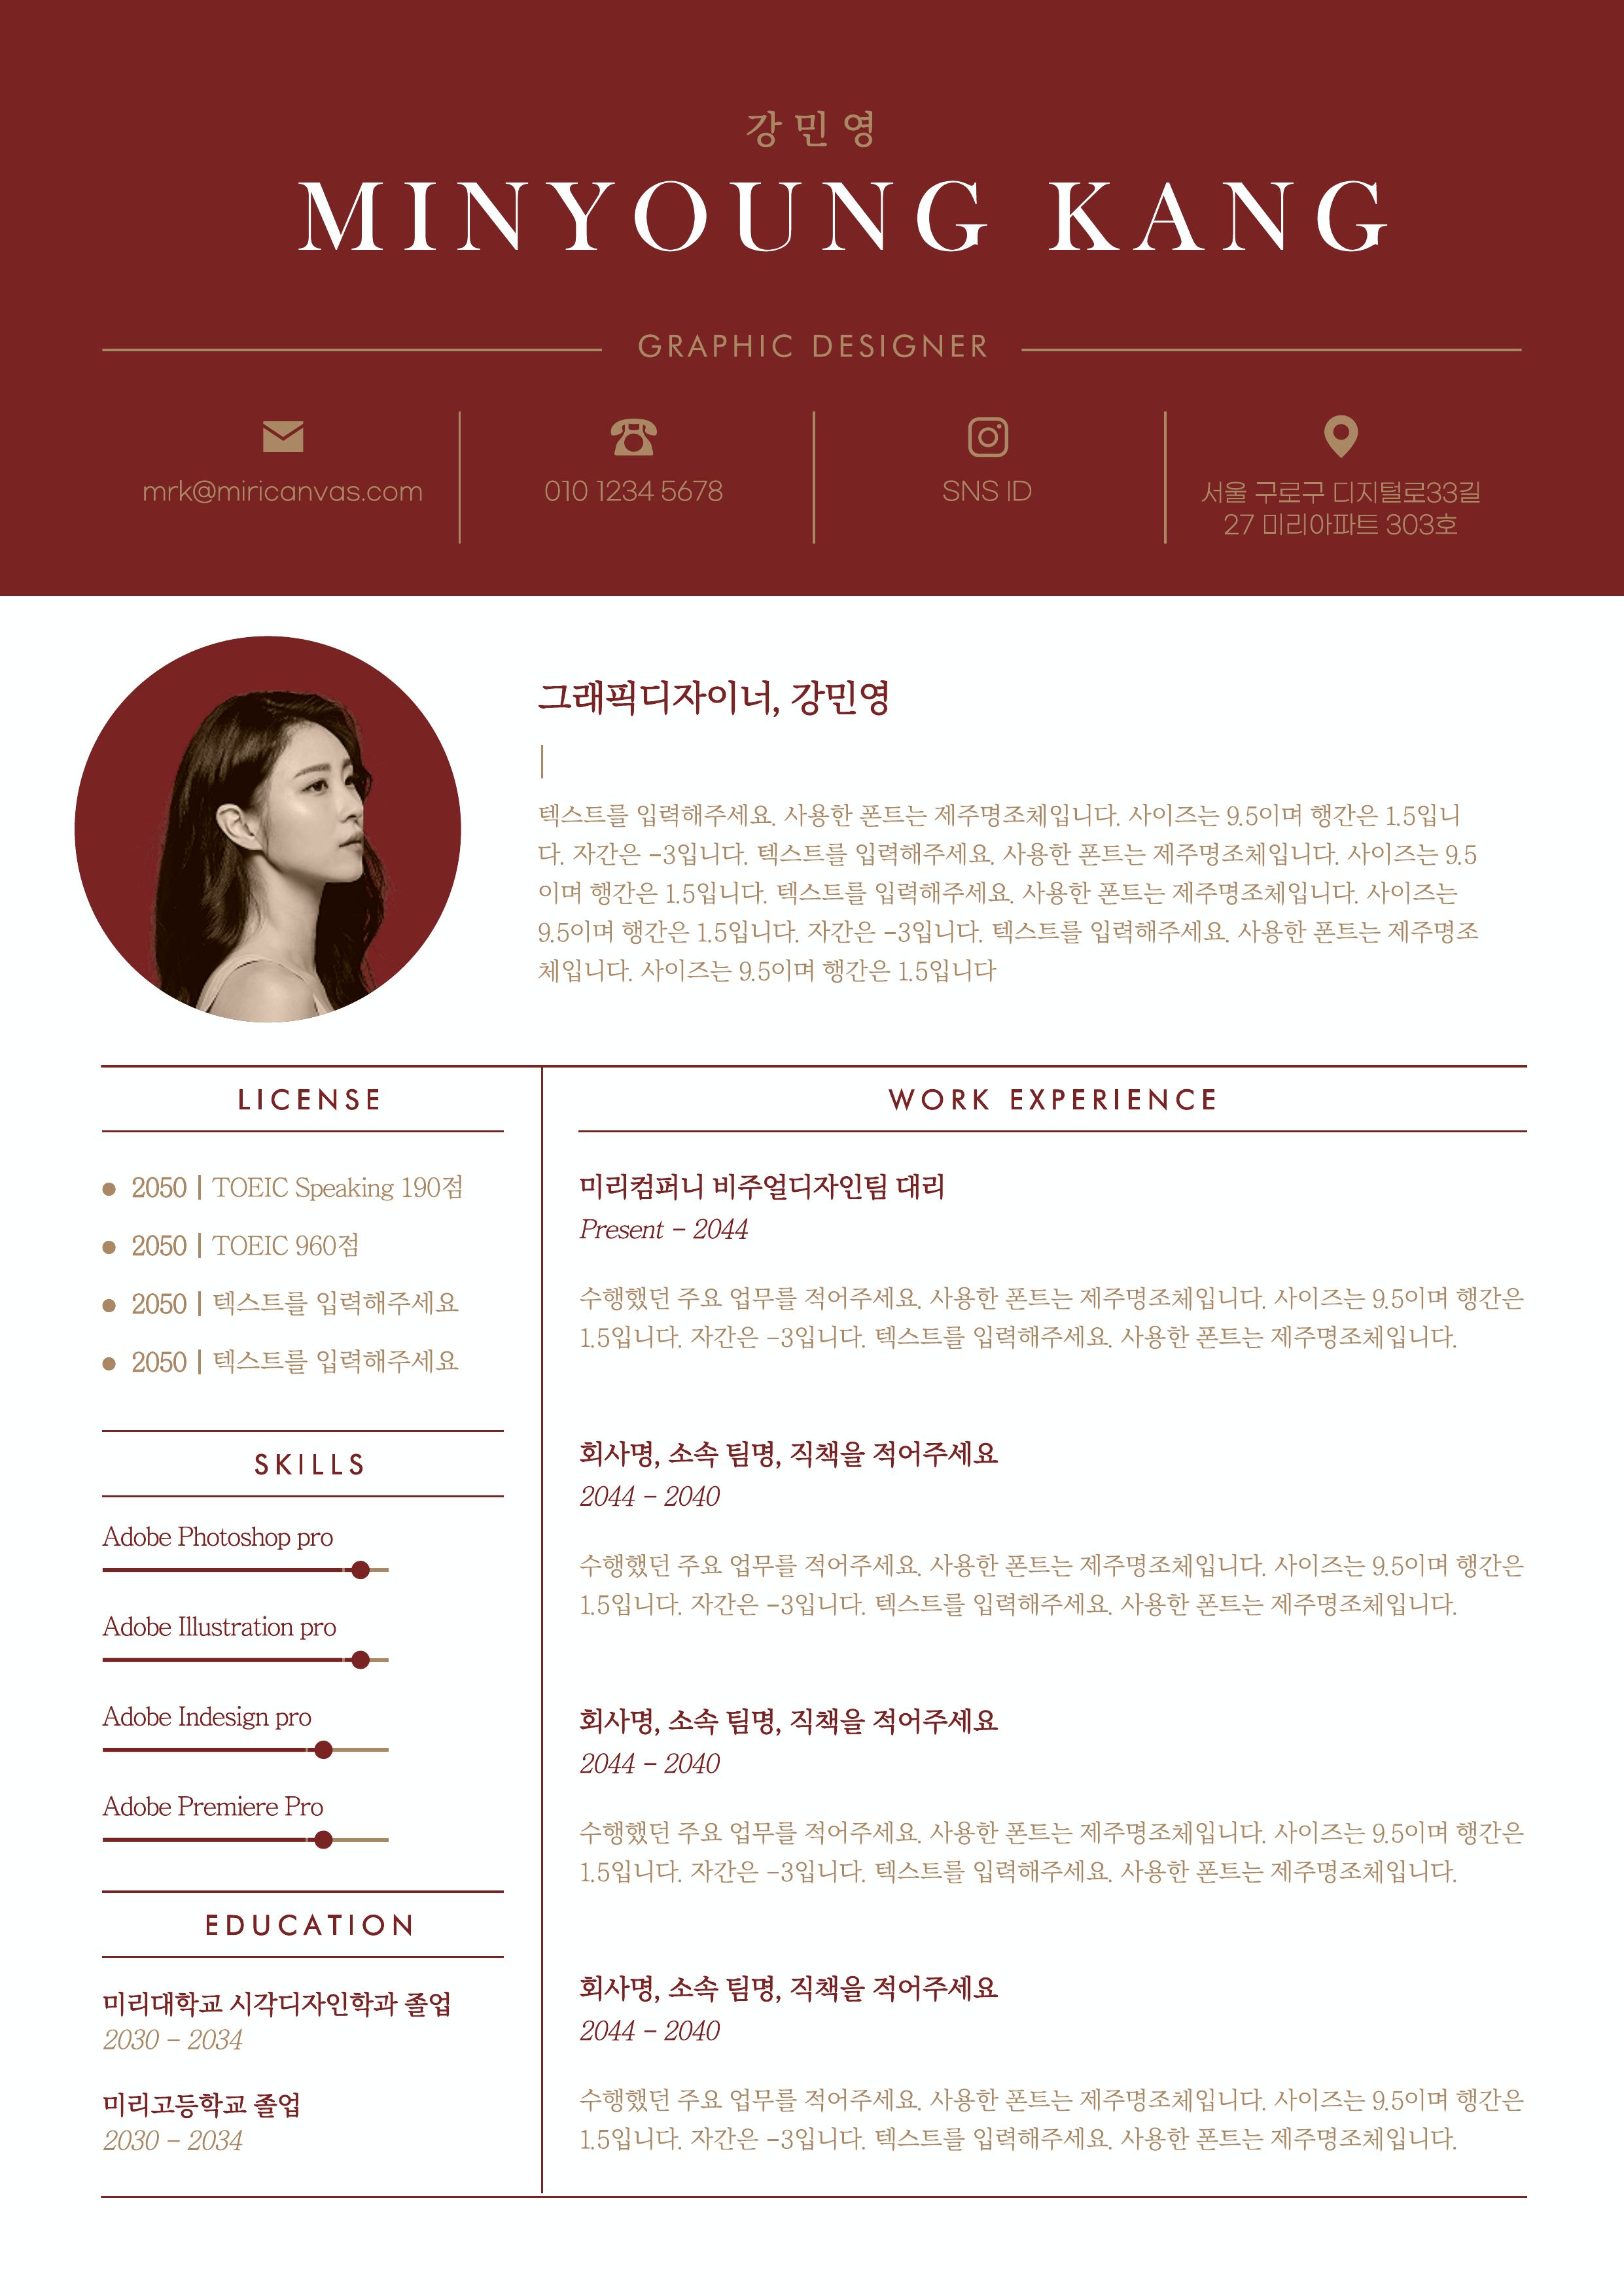 강민영
MINYOUNG KANG
GRAPHIC DESIGNER
mrk@miricanvas.com
010 1234 5678
SNS ID
서울 구로구 디지털로33길
27 미리아파트 303호
그래픽디자이너, 강민영
텍스트를 입력해주세요. 사용한 폰트는 제주명조체입니다. 사이즈는 9.5이며 행간은 1.5입니
다. 자간은 -3입니다. 텍스트를 입력해주세요. 사용한 폰트는 제주명조체입니다. 사이즈는 9.5
이며 행간은 1.5입니다. 텍스트를 입력해주세요. 사용한 폰트는 제주명조체입니다. 사이즈는
9.5이며 행간은 1.5입니다. 자간은 -3입니다. 텍스트를 입력해주세요. 사용한 폰트는 제주명조
체입니다. 사이즈는 9.5이며 행간은 1.5입니다
LICENSE
2050 | TOEIC Speaking 190점
2050 | TOEIC 960점
2050 | 텍스트를 입력해주세요
2050 | 텍스트를 입력해주세요
SKILLS
Adobe Photoshop pro
Adobe Illustration pro
Adobe Indesign pro
Adobe Premiere Pro
EDUCATION
미리대학교 시각디자인학과 졸업
2030 - 2034
미리고등학교 졸업
2030 - 2034
WORK EXPERIENCE
미리컴퍼니 비주얼디자인팀 대리
Present - 2044
수행했던 주요 업무를 적어주세요. 사용한 폰트는 제주명조체입니다. 사이즈는 9.5이며 행간은
1.5입니다. 자간은 -3입니다. 텍스트를 입력해주세요. 사용한 폰트는 제주명조체입니다.
회사명, 소속 팀명, 직책을 적어주세요
2044 - 2040
수행했던 주요 업무를 적어주세요. 사용한 폰트는 제주명조체입니다. 사이즈는 9.5이며 행간은
1.5입니다. 자간은 -3입니다. 텍스트를 입력해주세요. 사용한 폰트는 제주명조체입니다.
회사명, 소속 팀명, 직책을 적어주세요
2044 - 2040
수행했던 주요 업무를 적어주세요. 사용한 폰트는 제주명조체입니다. 사이즈는 9.5이며 행간은
1.5입니다. 자간은 -3입니다. 텍스트를 입력해주세요. 사용한 폰트는 제주명조체입니다.
회사명, 소속 팀명, 직책을 적어주세요
2044 - 2040
수행했던 주요 업무를 적어주세요. 사용한 폰트는 제주명조체입니다. 사이즈는 9.5이며 행간은
1.5입니다. 자간은 -3입니다. 텍스트를 입력해주세요. 사용한 폰트는 제주명조체입니다.